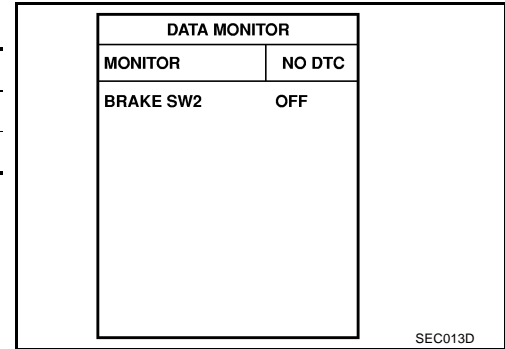 DATA MONITOR
MONITOR NO DTC
BRAKE SW2 OFF
SEC013D